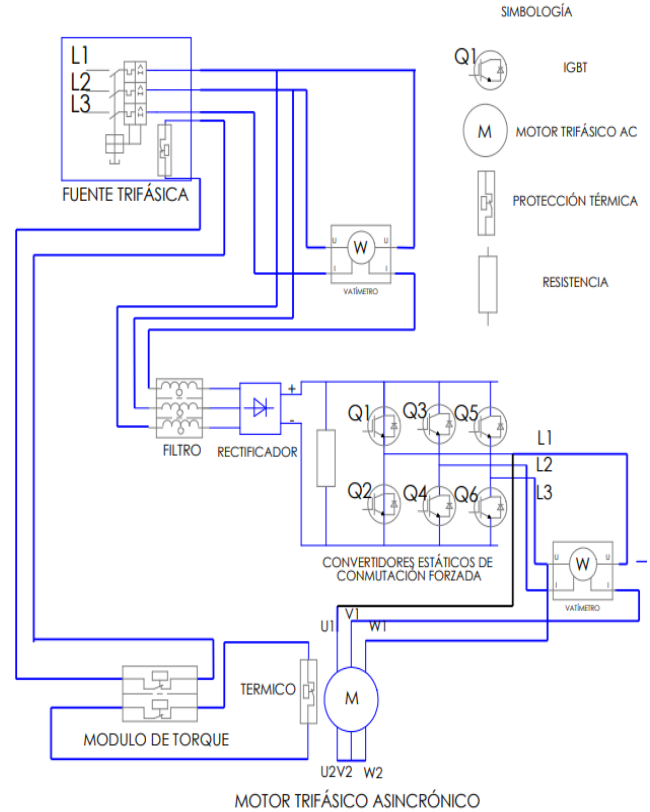 SIMBOLOGÍA
L1
L2
L3
FUENTE TRIFÁSICA
Q1
IGBT
M
MOTOR TRIFÁSICO AC
PROTECCIÓN TÉRMICA
RESISTENCIA
U
W
U
I
I
VATÍMETRO
FILTRO
RECTIFICADOR
+
-
Q1
Q3
Q5
Q2
Q4
Q6
L1
L2
L3
CONVERTIDORES ESTÁTICOS DE
CONMUTACIÓN FORZADA
U
W
U
I
I
VATÍMETRO
U1
V1
W1
TERMICO
M
MODULO DE TORQUE
U2V2 W2
MOTOR TRIFÁSICO ASINCRÓNICO